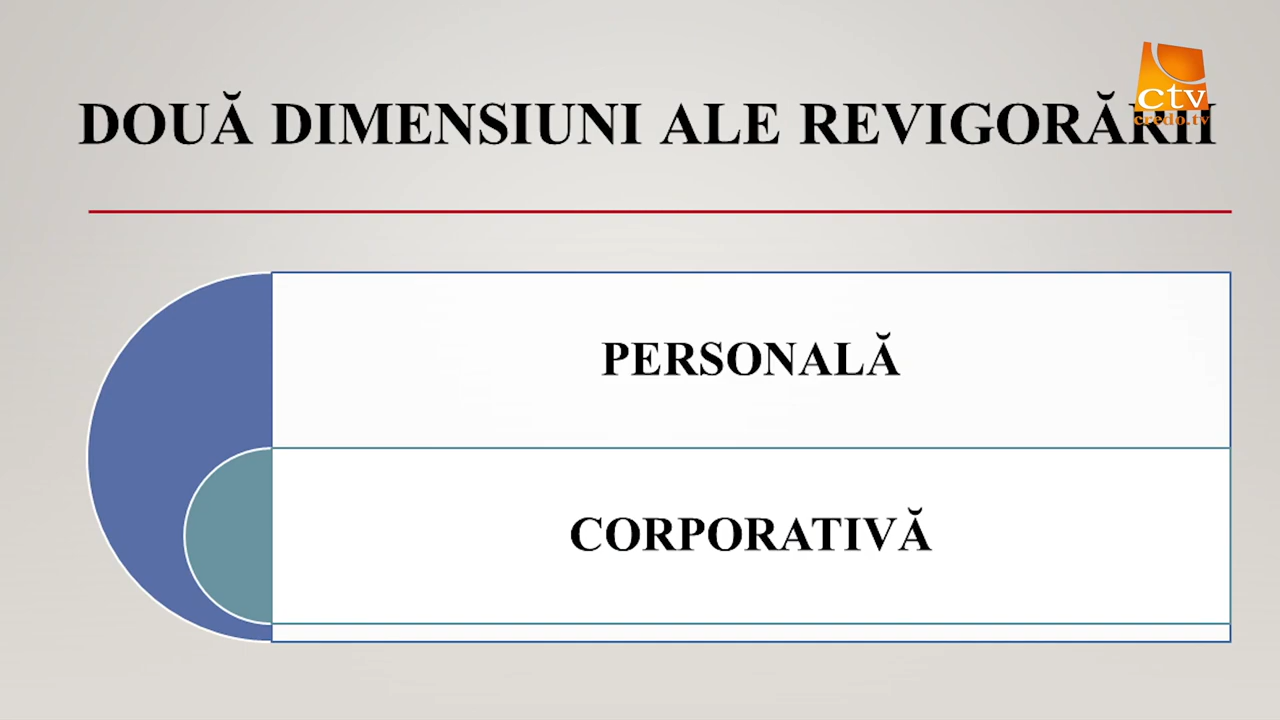 DOUĂ DIMENSIUNI ALE REVIGORĂRII
ctv
credo.tv
PERSONALĂ
CORPORATIVĂ